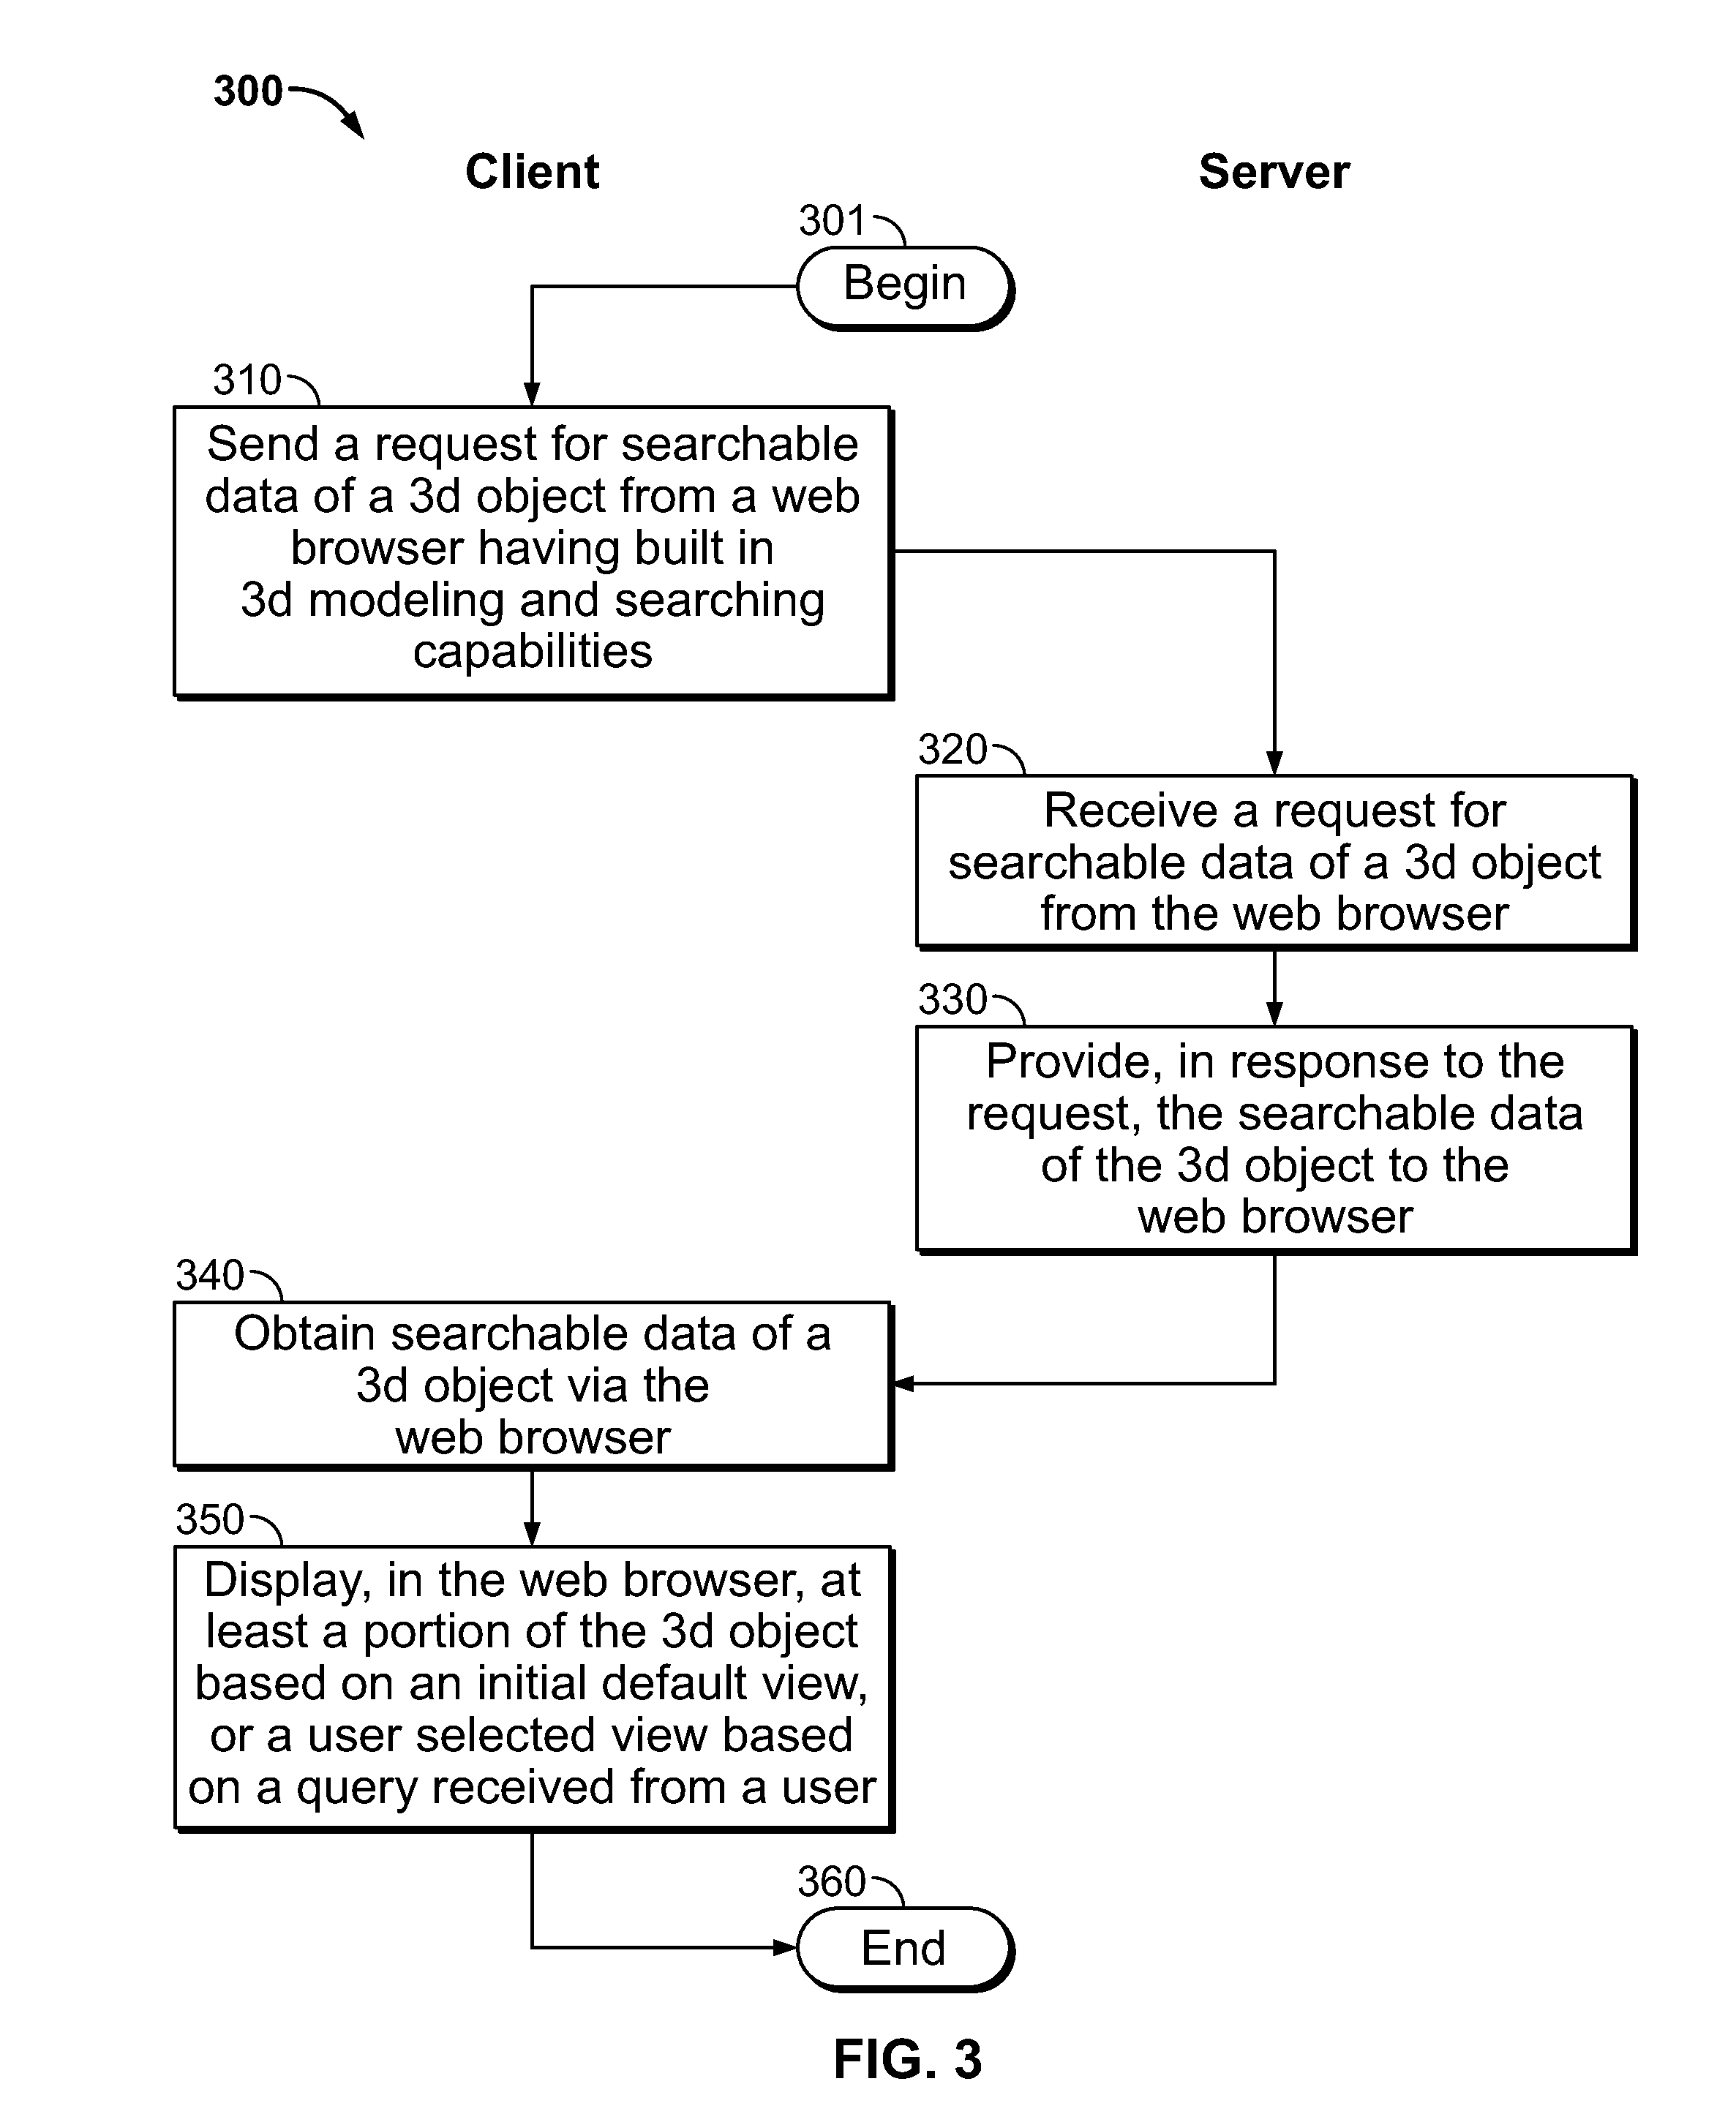 300
Client
Server
301
Begin
310
Send a request for searchable
data of a 3d object from a web
browser having built in
3d modeling and searching
capabilities
320
Receive a request for
searchable data of a 3d object
from the web browser
330
Provide, in response to the
request, the searchable data
of the 3d object to the
web browser
340
Obtain searchable data of a
3d object via the
web browser
350
Display, in the web browser, at
least a portion of the 3d object
based on an initial default view,
or a user selected view based
on a query received from a user
360
End
FIG. 3